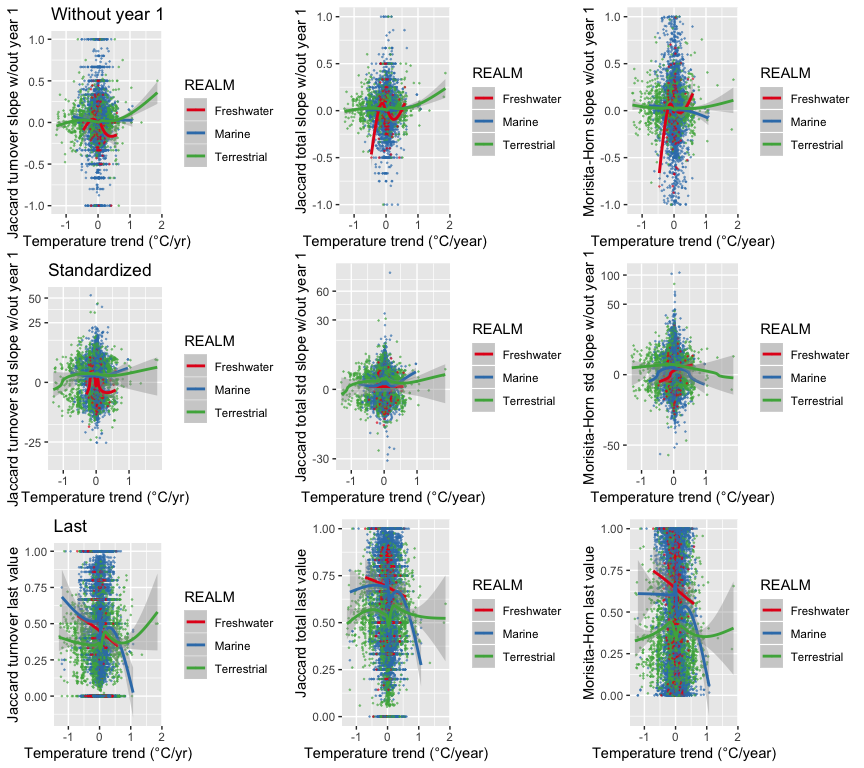 Without year 1
Jaccard turnover slope w/out year 1
1.0
0.5
0.0
-0.5
-1.0
-1
0
1
2
Temperature trend (°C/yr)
REALM
Freshwater
Marine
Terrestrial
Jaccard total slope w/out year 1
1.0
0.5
0.0
-0.5
-1.0
-1
0
1
2
Temperature trend (°C/year)
REALM
Freshwater
Marine
Terrestrial
Morisita-Horn slope w/out year 1
1.0
0.5
0.0
-0.5
-1.0
-1
0
1
2
Temperature trend (°C/year)
REALM
Freshwater
Marine
Terrestrial
Standardized
Jaccard turnover std slope w/out year 1
50
25
0
-25
-1
0
1
2
Temperature trend (°C/yr)
REALM
Freshwater
Marine
Terrestrial
Jaccard total std slope w/out year 1
60
30
0
-30
-1
0
1
2
Temperature trend (°C/year)
REALM
Freshwater
Marine
Terrestrial
Morisita-Horn std slope w/out year 1
100
50
0
-50
-1
0
1
2
Temperature trend (°C/year)
REALM
Freshwater
Marine
Terrestrial
Last
Jaccard turnover last value
1.00
0.75
0.50
0.25
0.00
-1
0
1
2
Temperature trend (°C/yr)
REALM
Freshwater
Marine
Terrestrial
Jaccard total last value
1.00
0.75
0.50
0.25
0.00
-1
0
1
2
Temperature trend (°C/year)
REALM
Freshwater
Marine
Terrestrial
Morisita-Horn last value
1.00
0.75
0.50
0.25
0.00
-1
0
1
2
Temperature trend (°C/year)
REALM
Freshwater
Marine
Terrestrial